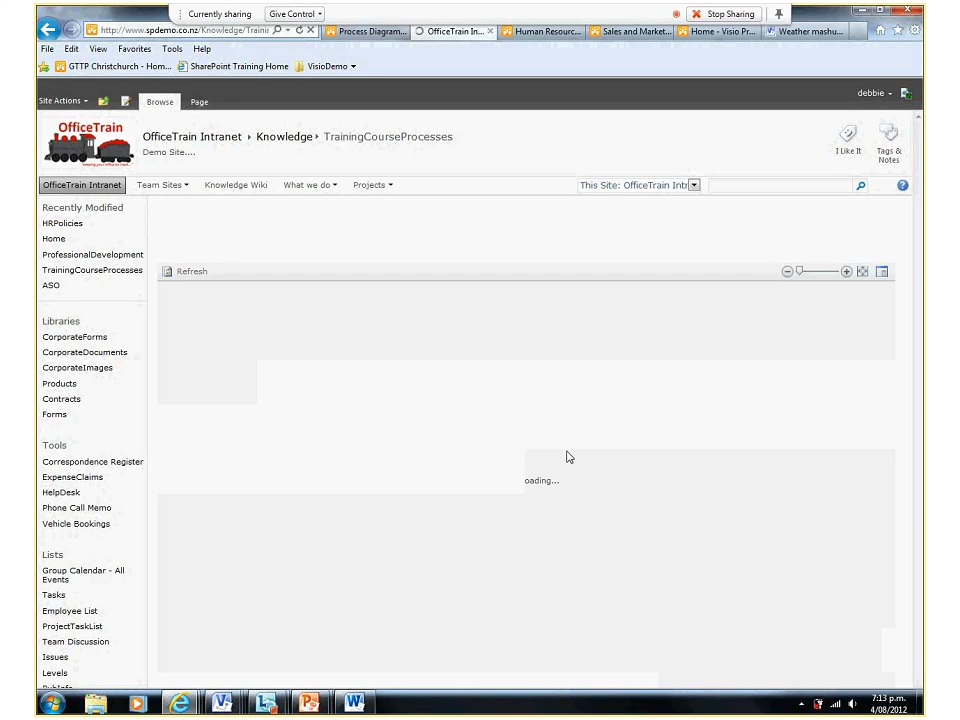 Currently sharing
Give Control
Stop Sharing
http://www.spdemo.co.nz/Knowledge/Trainin
Process Diagram...
OfficeTrain In...
Human Resourc...
Sales and Market...
Home - Visio Pr...
Weather mashu...
File Edit View Favorites Tools Help
GTTP Christchurch - Hom...
SharePoint Training Home
VisioDemo
Site Actions
Browse
Page
debbie
OfficeTrain
OfficeTrain Intranet
Knowledge
TrainingCourseProcesses
Demo Site....
I Like It
Tags &
Notes
OfficeTrain Intranet
Team Sites
Knowledge Wiki
What we do
Projects
This Site: OfficeTrain Intr
Recently Modified
HRPolicies
Home
ProfessionalDevelopment
TrainingCourseProcesses
ASO
Refresh
Libraries
CorporateForms
CorporateDocuments
CorporateImages
Products
Contracts
Forms
Tools
Correspondence Register
ExpenseClaims
HelpDesk
Phone Call Memo
Vehicle Bookings
oading...
Lists
Group Calendar - All
Events
Tasks
Employee List
ProjectTaskList
Team Discussion
Issues
Levels
7:13 p.m.
4/08/2012